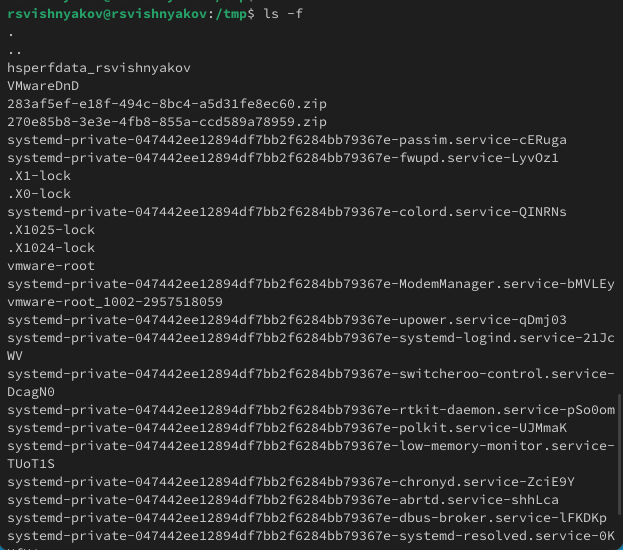 rsvishnyakov@rsvishnyakov:/tmp$ ls -f
.
..
hsperfdata_rsvishnyakov
VMwareDnD
283af5ef-e18f-494c-8bc4-a5d31fe8ec60.zip
270e85b8-3e3e-4fb8-855a-ccd589a78959.zip
systemd-private-047442ee12894df7bb2f6284bb79367e-passim.service-cERuga
systemd-private-047442ee12894df7bb2f6284bb79367e-fwupd.service-LyvOz1
.X1-lock
.X0-lock
systemd-private-047442ee12894df7bb2f6284bb79367e-colord.service-QINRNs
.X1025-lock
.X1024-lock
vmware-root
systemd-private-047442ee12894df7bb2f6284bb79367e-ModemManager.service-bMVLEy
vmware-root_1002-2957518059
systemd-private-047442ee12894df7bb2f6284bb79367e-upower.service-qDmj03
systemd-private-047442ee12894df7bb2f6284bb79367e-systemd-logind.service-21Jc
WV
systemd-private-047442ee12894df7bb2f6284bb79367e-switcheroo-control.service-
DcagN0
systemd-private-047442ee12894df7bb2f6284bb79367e-rtkit-daemon.service-pSo0om
systemd-private-047442ee12894df7bb2f6284bb79367e-polkit.service-UJMmaK
systemd-private-047442ee12894df7bb2f6284bb79367e-low-memory-monitor.service-
TUoT1S
systemd-private-047442ee12894df7bb2f6284bb79367e-chronyd.service-ZciE9Y
systemd-private-047442ee12894df7bb2f6284bb79367e-abrtd.service-shhLca
systemd-private-047442ee12894df7bb2f6284bb79367e-dbus-broker.service-lFKDKp
systemd-private-047442ee12894df7bb2f6284bb79367e-systemd-resolved.service-0K